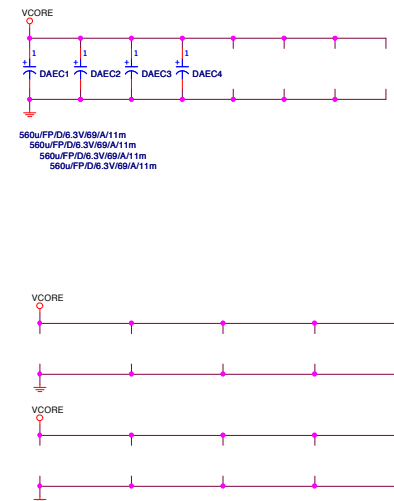 VCORE
1 1 1 1
+ DAEC1 + DAEC2 + DAEC3 + DAEC4
560u/FP/D/6.3V/69/A/11m
560u/FP/D/6.3V/69/A/11m
560u/FP/D/6.3V/69/A/11m
560u/FP/D/6.3V/69/A/11m
VCORE
VCORE